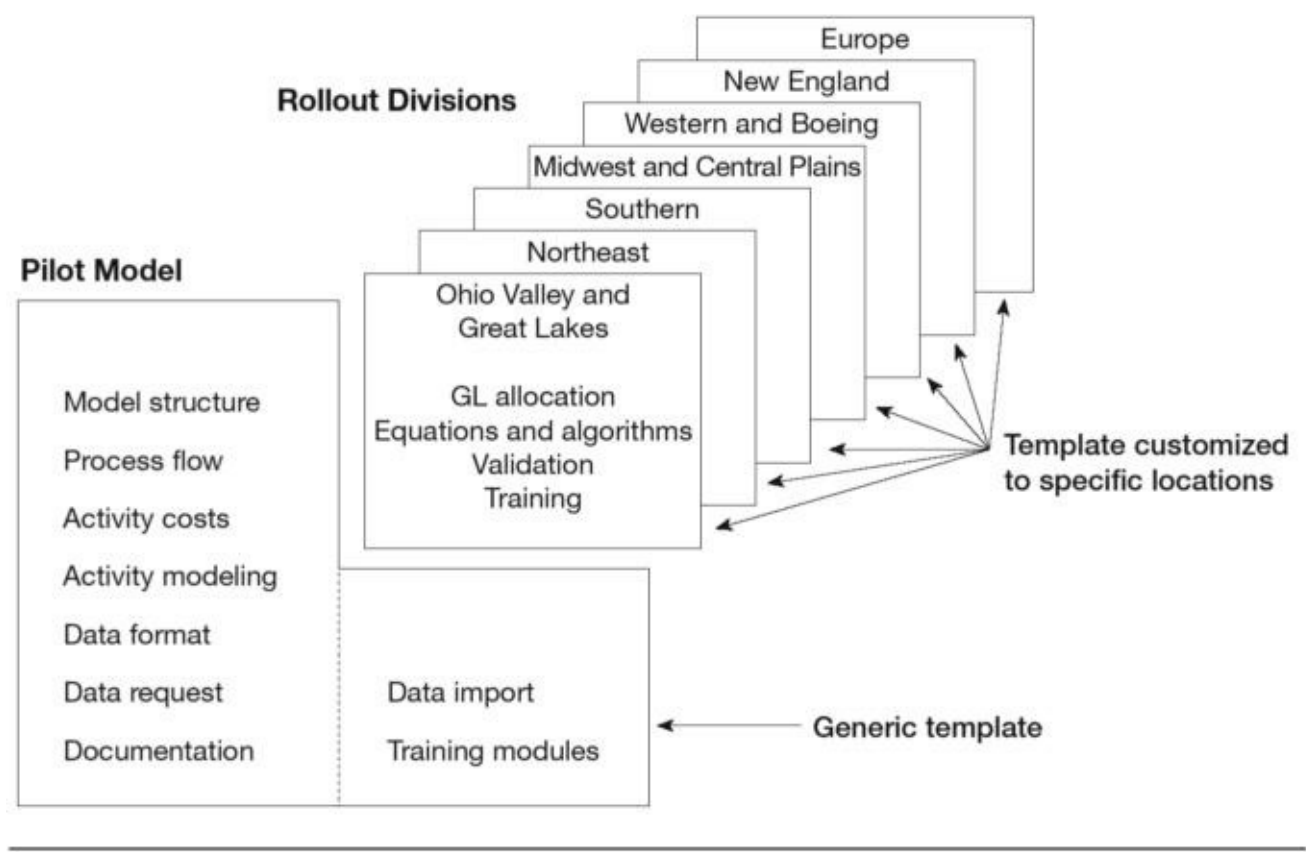 Europe
New England
Rollout Divisions
Western and Boeing
Midwest and Central Plains
Southern
Northeast
Pilot Model
Ohio Valley and
Great Lakes
GL allocation
Equations and algorithms
Validation
Training
Model structure
Process flow
Activity costs
Activity modeling
Data format
Data request
Documentation
Data import
Training modules
Template customized
to specific locations
Generic template